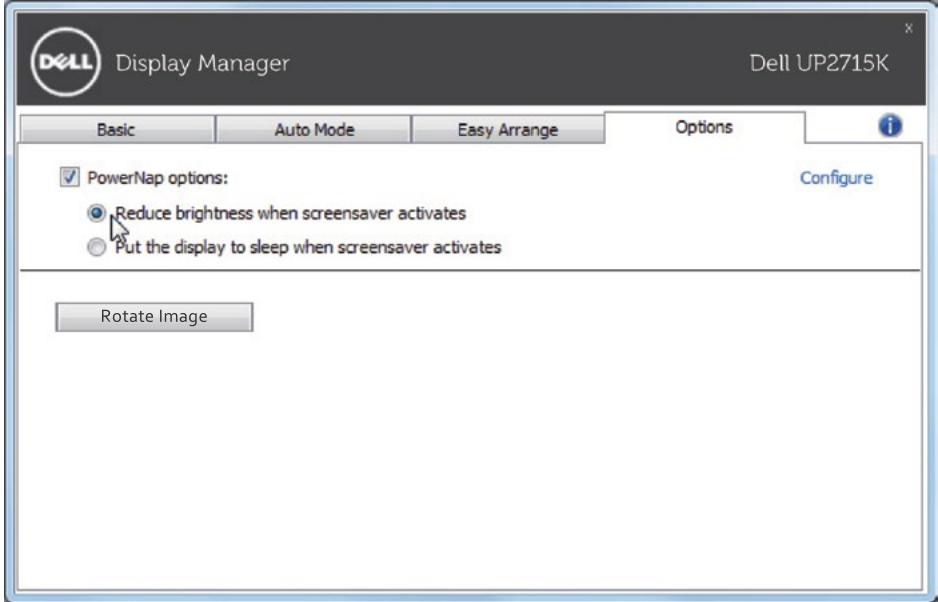 x
DELL Display Manager
Dell UP2715K
Basic Auto Mode Easy Arrange Options i
PowerNap options: Configure
Reduce brightness when screensaver activates
Put the display to sleep when screensaver activates
Rotate Image